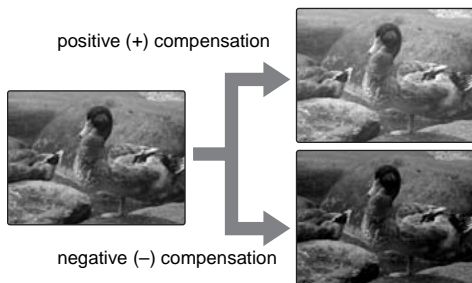 positive (+) compensation
negative (–) compensation